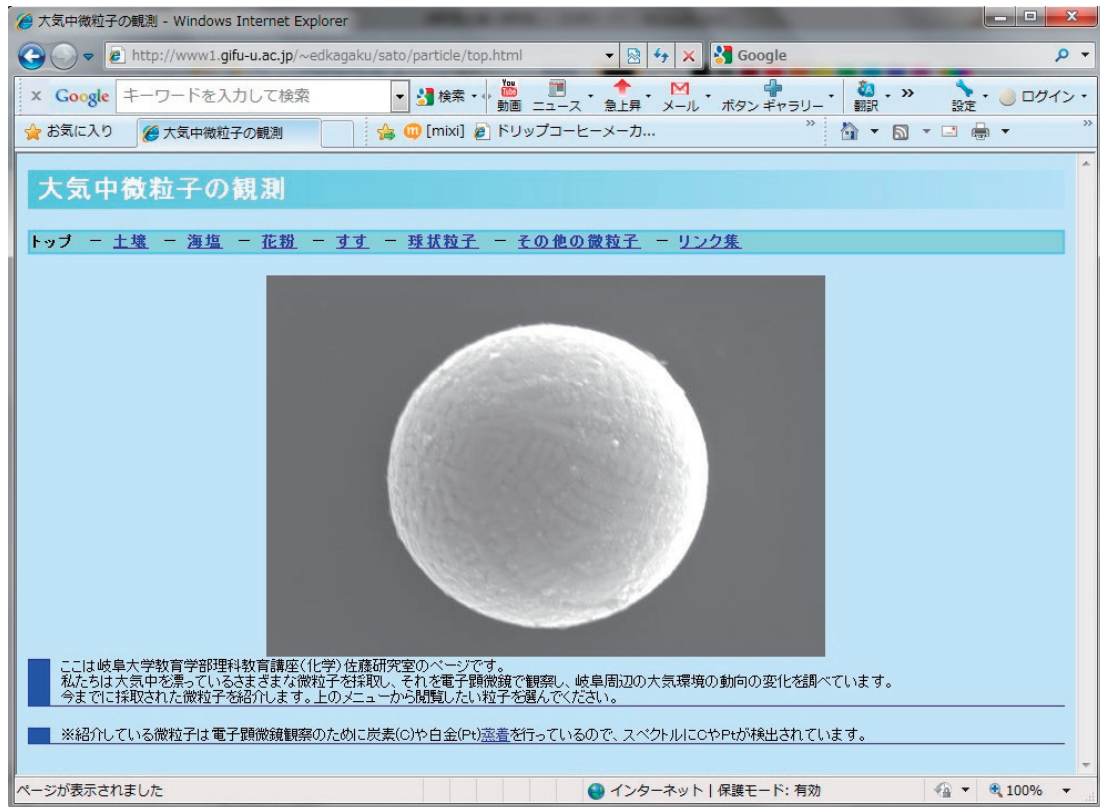 大気中微粒子の観測 - Windows Internet Explorer
http://www1.gifu-u.ac.jp/~edkagaku/sato/particle/top.html
Google
x Google キーワードを入力して検索 検索 You Tube 動画 ニュース 急上昇 メール ボタン ギャラリー 翻訳 » 設定 ログイン
お気に入り 大気中微粒子の観測 [mixi] ドリップコーヒーメーカ... » »
大気中微粒子の観測
トップ － 土壌 － 海塩 － 花粉 － すす － 球状粒子 － その他の微粒子 － リンク集
ここは岐阜大学教育学部理科教育講座(化学)佐藤研究室のページです。
私たちは大気中を漂っているさまざまな微粒子を採取し、それを電子顕微鏡で観察し、岐阜周辺の大気環境の動向の変化を調べています。
今までに採取された微粒子を紹介します。上のメニューから閲覧したい粒子を選んでください。
※紹介している微粒子は電子顕微鏡観察のために炭素(C)や白金(Pt)蒸着を行っているので、スペクトルにCやPtが検出されています。
ページが表示されました
インターネット | 保護モード: 有効
100%